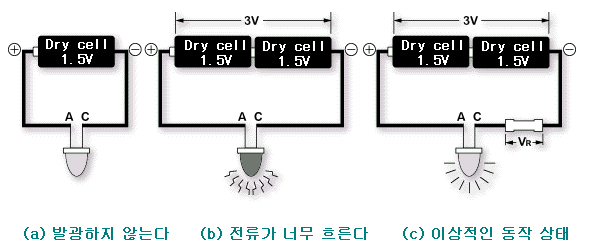 3V
3V
⊕ Dry cell 1.5V ⊖
⊕ Dry cell 1.5V Dry cell 1.5V ⊖
⊕ Dry cell 1.5V Dry cell 1.5V ⊖
A C
A C
A C
VR
(a) 발광하지 않는다
(b) 전류가 너무 흐른다
(c) 이상적인 동작 상태